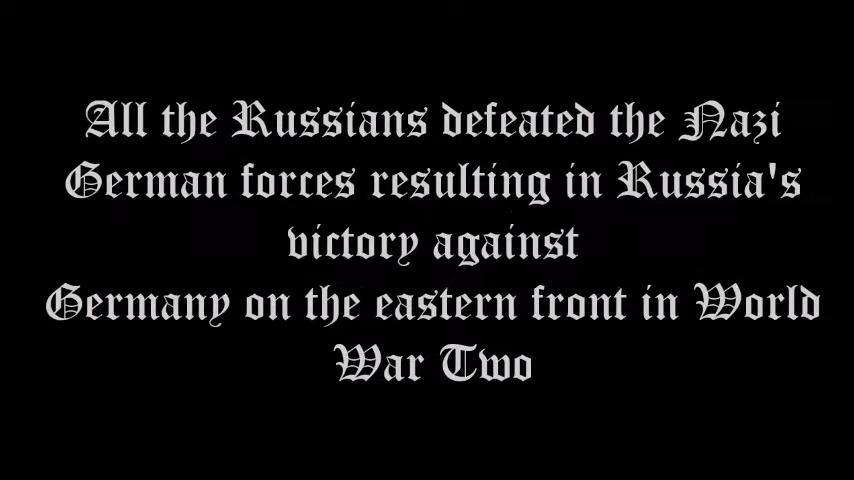 All the Russians defeated the Nazi
German forces resulting in Russia's
victory against
Germany on the eastern front in World
War Two